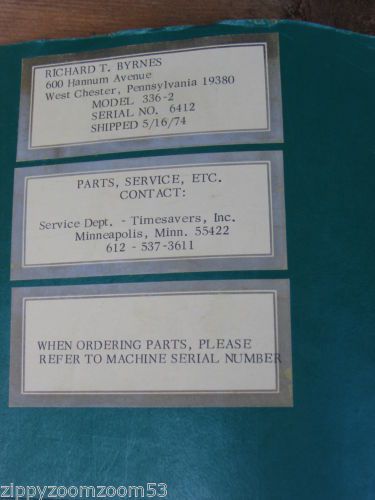 RICHARD T. BYRNES
600 Hannum Avenue
West Chester, Pennsylvania 19380
MODEL 336-2
SERIAL NO. 6412
SHIPPED 5/16/74
PARTS, SERVICE, ETC.
CONTACT:
Service Dept. - Timesavers, Inc.
Minneapolis, Minn. 55422
612 - 537-3611
WHEN ORDERING PARTS, PLEASE
REFER TO MACHINE SERIAL NUMBER
zippyzoomzoom53